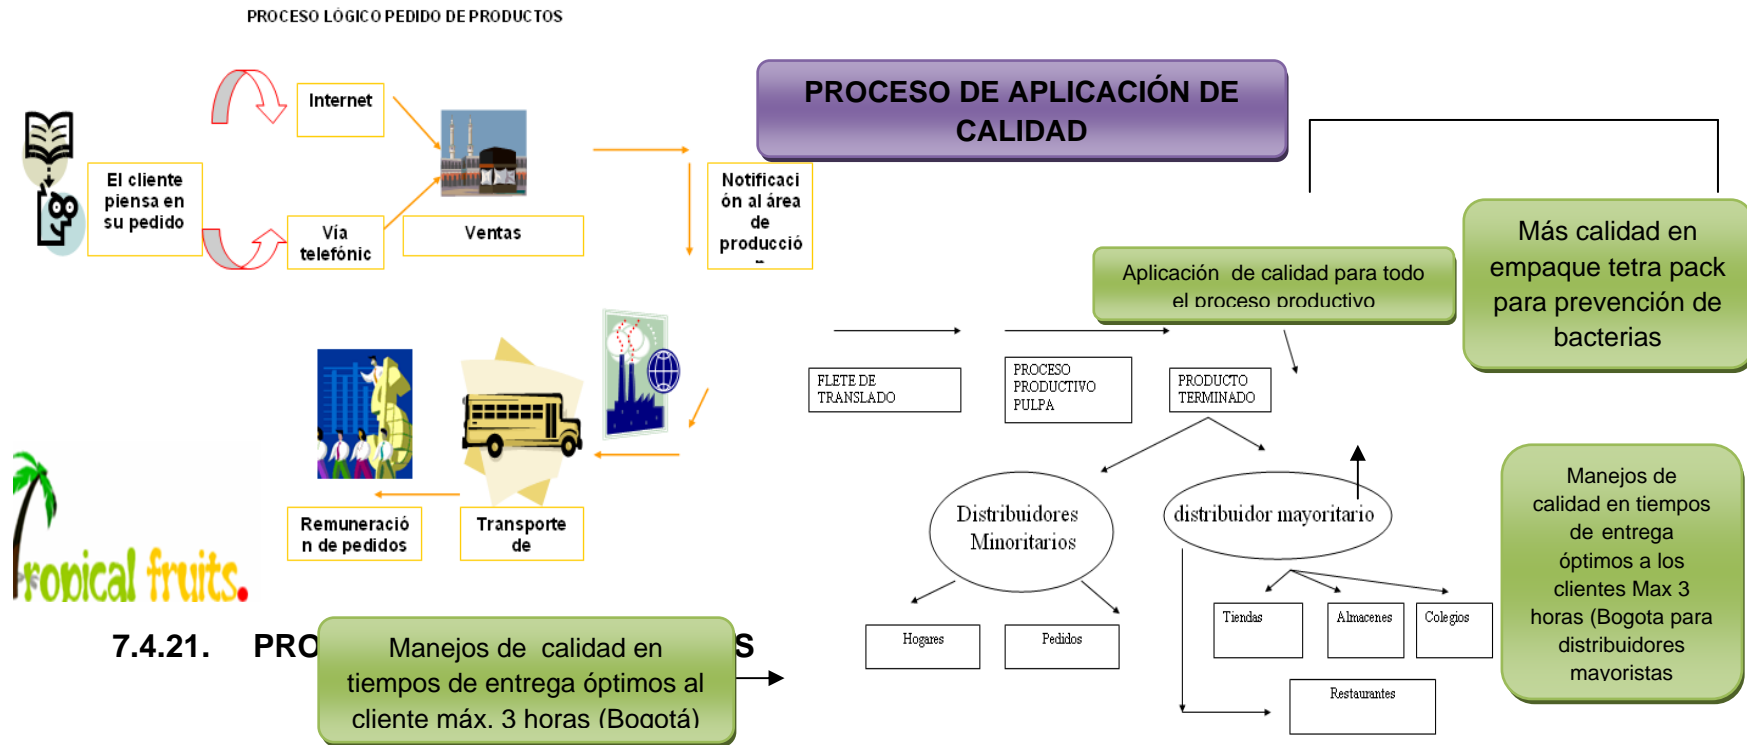 PROCESO LÓGICO PEDIDO DE PRODUCTOS
Internet
El cliente
piensa en
su pedido
Vía
telefónic
Ventas
Notificaci
ón al área
de
producció
Remuneració
n de pedidos
Transporte
de
ropical fruits.
7.4.21. PRO
S
Manejos de calidad en
tiempos de entrega óptimos al
cliente máx. 3 horas (Bogotá)
PROCESO DE APLICACIÓN DE
CALIDAD
Aplicación de calidad para todo
el proceso productivo
Más calidad en
empaque tetra pack
para prevención de
bacterias
FLETE DE
TRANSLADO
PROCESO
PRODUCTIVO
PULPA
PRODUCTO
TERMINADO
Distribuidores
Minoritarios
distribuidor mayoritario
Hogares
Pedidos
Tiendas
Almacenes
Colegios
Restaurantes
Manejos de
calidad en tiempos
de entrega
óptimos a los
clientes Max 3
horas (Bogota para
distribuidores
mayoristas